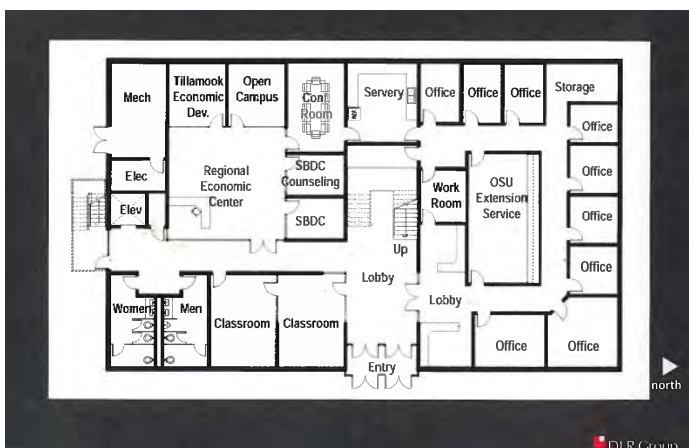 Mech
Tillamook
Economic
Dev.
Open
Campus
Conf
Room
Servery
REF
Office
Office
Office
Storage
Office
Elec
Regional
Economic
Center
SBDC
Counseling
Work
Room
OSU
Extension
Service
Office
Elev
SBDC
Up
Office
Lobby
Lobby
Office
Women
Men
Classroom
Classroom
Office
Office
Entry
north
DLR Group